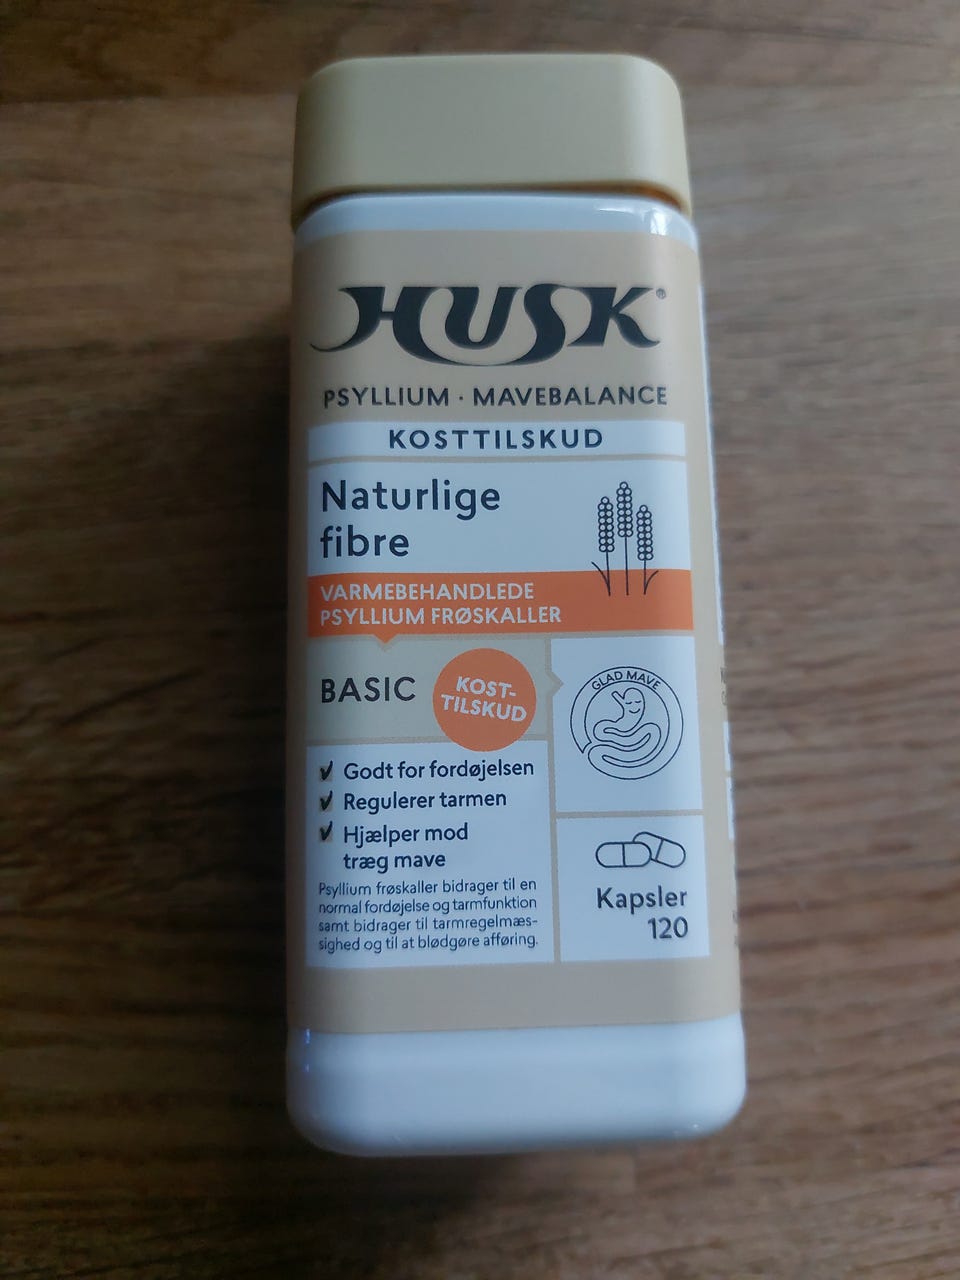 HUSK®
PSYLLIUM · MAVEBALANCE
KOSTTILSKUD
Naturlige
fibre
VARMEBEHANDLEDE
PSYLLIUM FRØSKALLER
BASIC
KOST-
TILSKUD
GLAD MAVE
✓ Godt for fordøjelsen
✓ Regulerer tarmen
✓ Hjælper mod
træg mave
Psyllium frøskaller bidrager til en
normal fordøjelse og tarmfunktion
samt bidrager til tarmregelmæs-
sighed og til at blødgøre afføring.
Kapsler
120